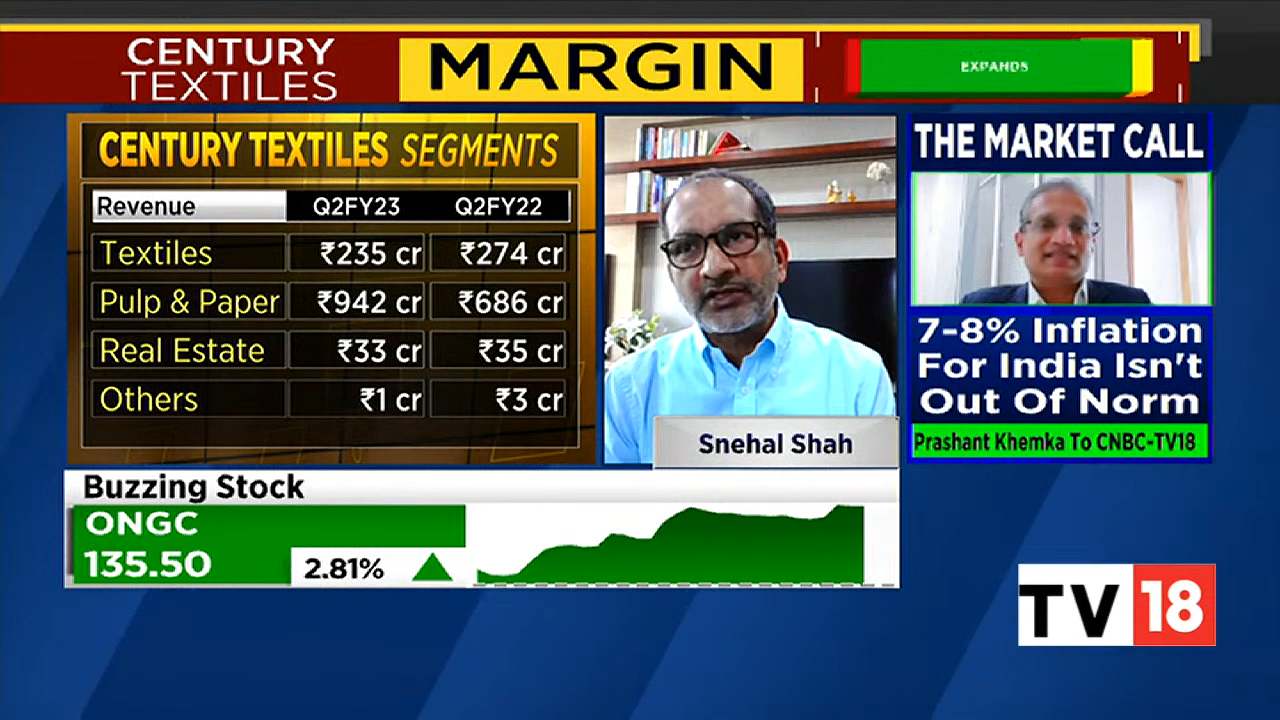 CENTURY
TEXTILES
MARGIN
EXPANDS
CENTURY TEXTILES SEGMENTS
Revenue Q2FY23 Q2FY22
Textiles ₹235 cr ₹274 cr
Pulp & Paper ₹942 cr ₹686 cr
Real Estate ₹33 cr ₹35 cr
Others ₹1 cr ₹3 cr
Snehal Shah
THE MARKET CALL
7-8% Inflation
For India Isn't
Out Of Norm
Prashant Khemka To CNBC-TV18
Buzzing Stock
ONGC
135.50
2.81%
TV18